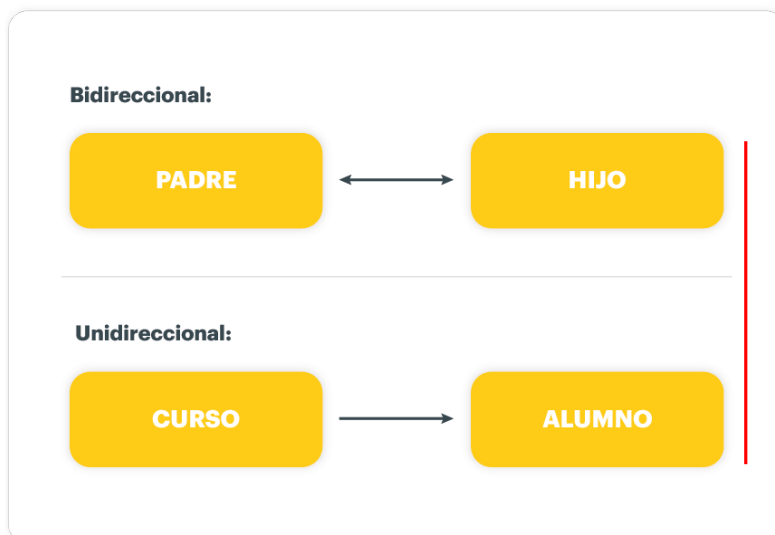 Bidireccional:
PADRE
HIJO
Unidireccional:
CURSO
ALUMNO